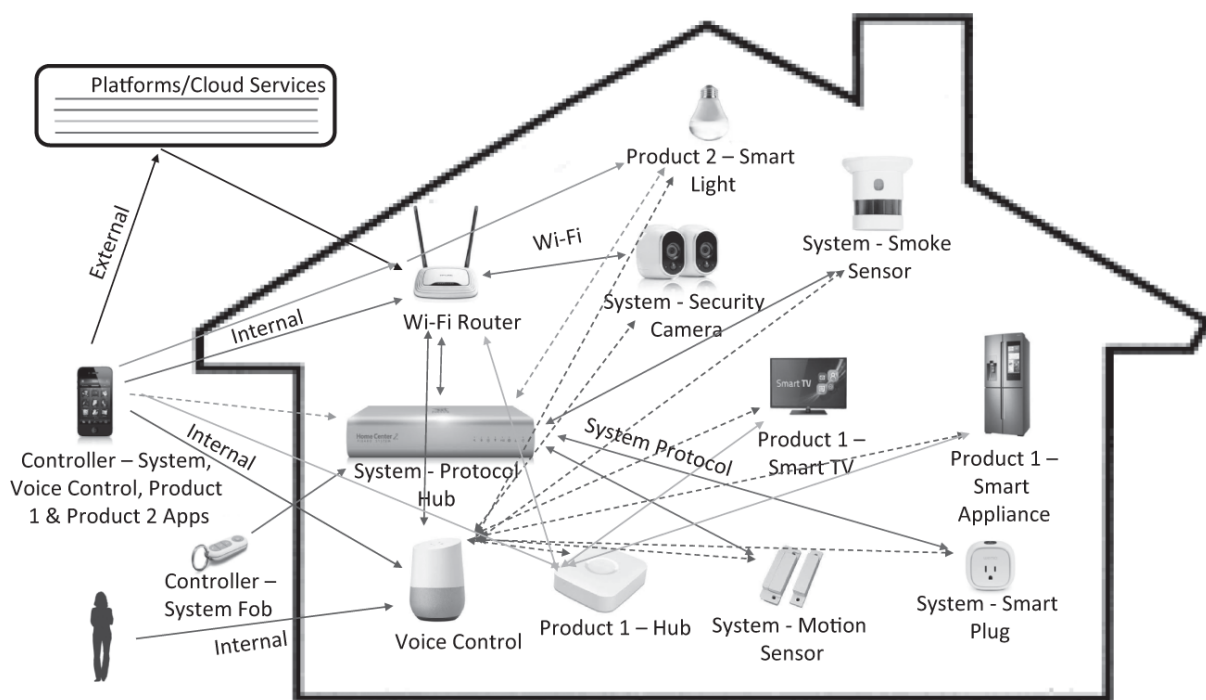 Platforms/Cloud Services
Product 2 – Smart
Light
External
Wi-Fi
System - Smoke
Sensor
System - Security
Camera
Internal
Wi-Fi Router
Smart TV
Home Center 2
Internal
System Protocol
System - Protocol
Hub
Product 1 –
Smart TV
Product 1 –
Smart
Appliance
Controller – System,
Voice Control, Product
1 & Product 2 Apps
Controller –
System Fob
Internal
Voice Control
Product 1 – Hub
System - Motion
Sensor
System - Smart
Plug